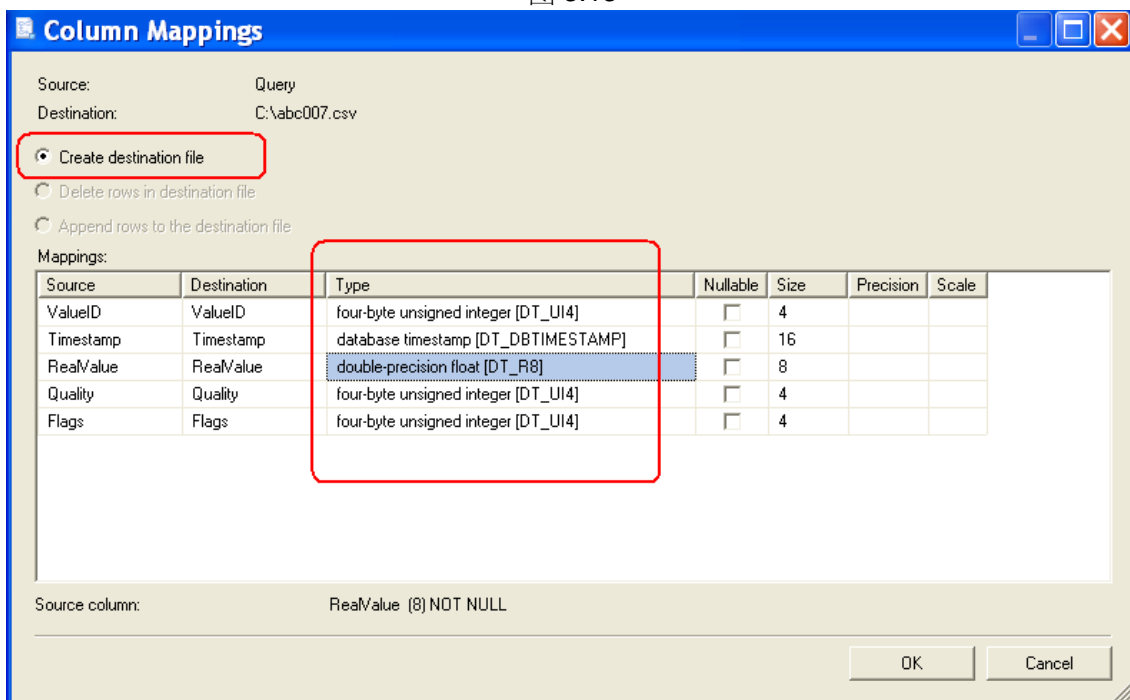 Column Mappings
Source: Query
Destination: C:\abc007.csv
Create destination file
Delete rows in destination file
Append rows to the destination file
Mappings:
Source Destination Type Nullable Size Precision Scale
ValueID ValueID four-byte unsigned integer [DT_UI4] 4
Timestamp Timestamp database timestamp [DT_DBTIMESTAMP] 16
RealValue RealValue double-precision float [DT_R8] 8
Quality Quality four-byte unsigned integer [DT_UI4] 4
Flags Flags four-byte unsigned integer [DT_UI4] 4
Source column: RealValue (8) NOT NULL
OK Cancel